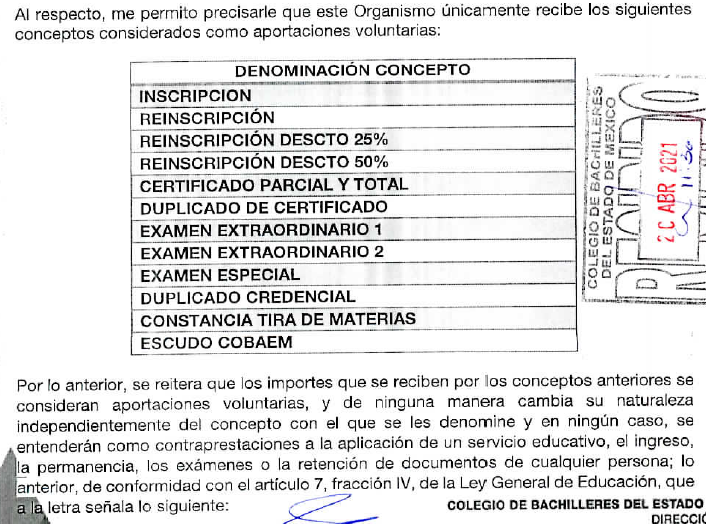 Al respecto, me permito precisarle que este Organismo únicamente recibe los siguientes
conceptos considerados como aportaciones voluntarias:
DENOMINACIÓN CONCEPTO
INSCRIPCION
REINSCRIPCIÓN
REINSCRIPCIÓN DESCTO 25%
REINSCRIPCIÓN DESCTO 50%
CERTIFICADO PARCIAL Y TOTAL
DUPLICADO DE CERTIFICADO
EXAMEN EXTRAORDINARIO 1
EXAMEN EXTRAORDINARIO 2
EXAMEN ESPECIAL
DUPLICADO CREDENCIAL
CONSTANCIA TIRA DE MATERIAS
ESCUDO COBAEM
COLEGIO DE BACHILLERES
DEL ESTADO DE MEXICO
RECIBIDO
2 C ABR 2021
11:50
Por lo anterior, se reitera que los importes que se reciben por los conceptos anteriores se
consideran aportaciones voluntarias, y de ninguna manera cambia su naturaleza
independientemente del concepto con el que se les denomine y en ningún caso, se
entenderán como contraprestaciones a la aplicación de un servicio educativo, el ingreso,
la permanencia, los exámenes o la retención de documentos de cualquier persona; lo
anterior, de conformidad con el artículo 7, fracción IV, de la Ley General de Educación, que
a la letra señala lo siguiente:
COLEGIO DE BACHILLERES DEL ESTADO
DIRECCIÓ